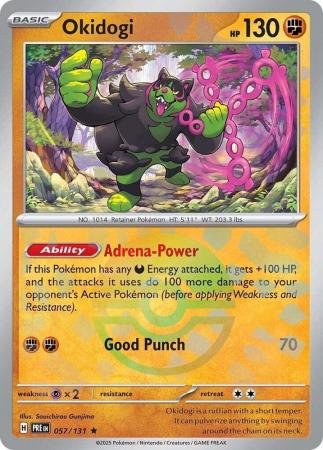 BASIC
Okidogi
HP 130
NO. 1014 Retainer Pokémon HT: 5'11" WT: 203.3 lbs
Ability Adrena-Power
If this Pokémon has any Energy attached, it gets +100 HP,
and the attacks it uses do 100 more damage to your
opponent's Active Pokémon (before applying Weakness and
Resistance).
Good Punch 70
weakness ×2 resistance retreat
Illus. Souichirou Gunjima
Okidogi is a ruffian with a short temper.
It can pulverize anything by swinging
around the chain on its neck.
H PRE EN 057/131
©2025 Pokémon / Nintendo / Creatures / GAME FREAK